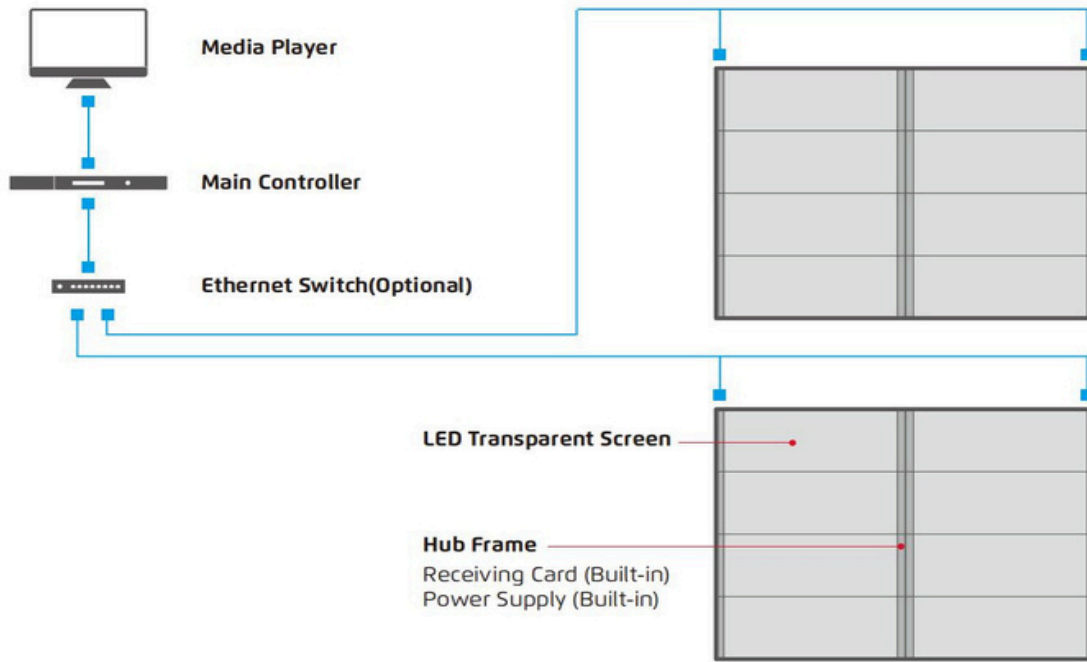 Media Player
Main Controller
Ethernet Switch(Optional)
LED Transparent Screen
Hub Frame
Receiving Card (Built-in)
Power Supply (Built-in)